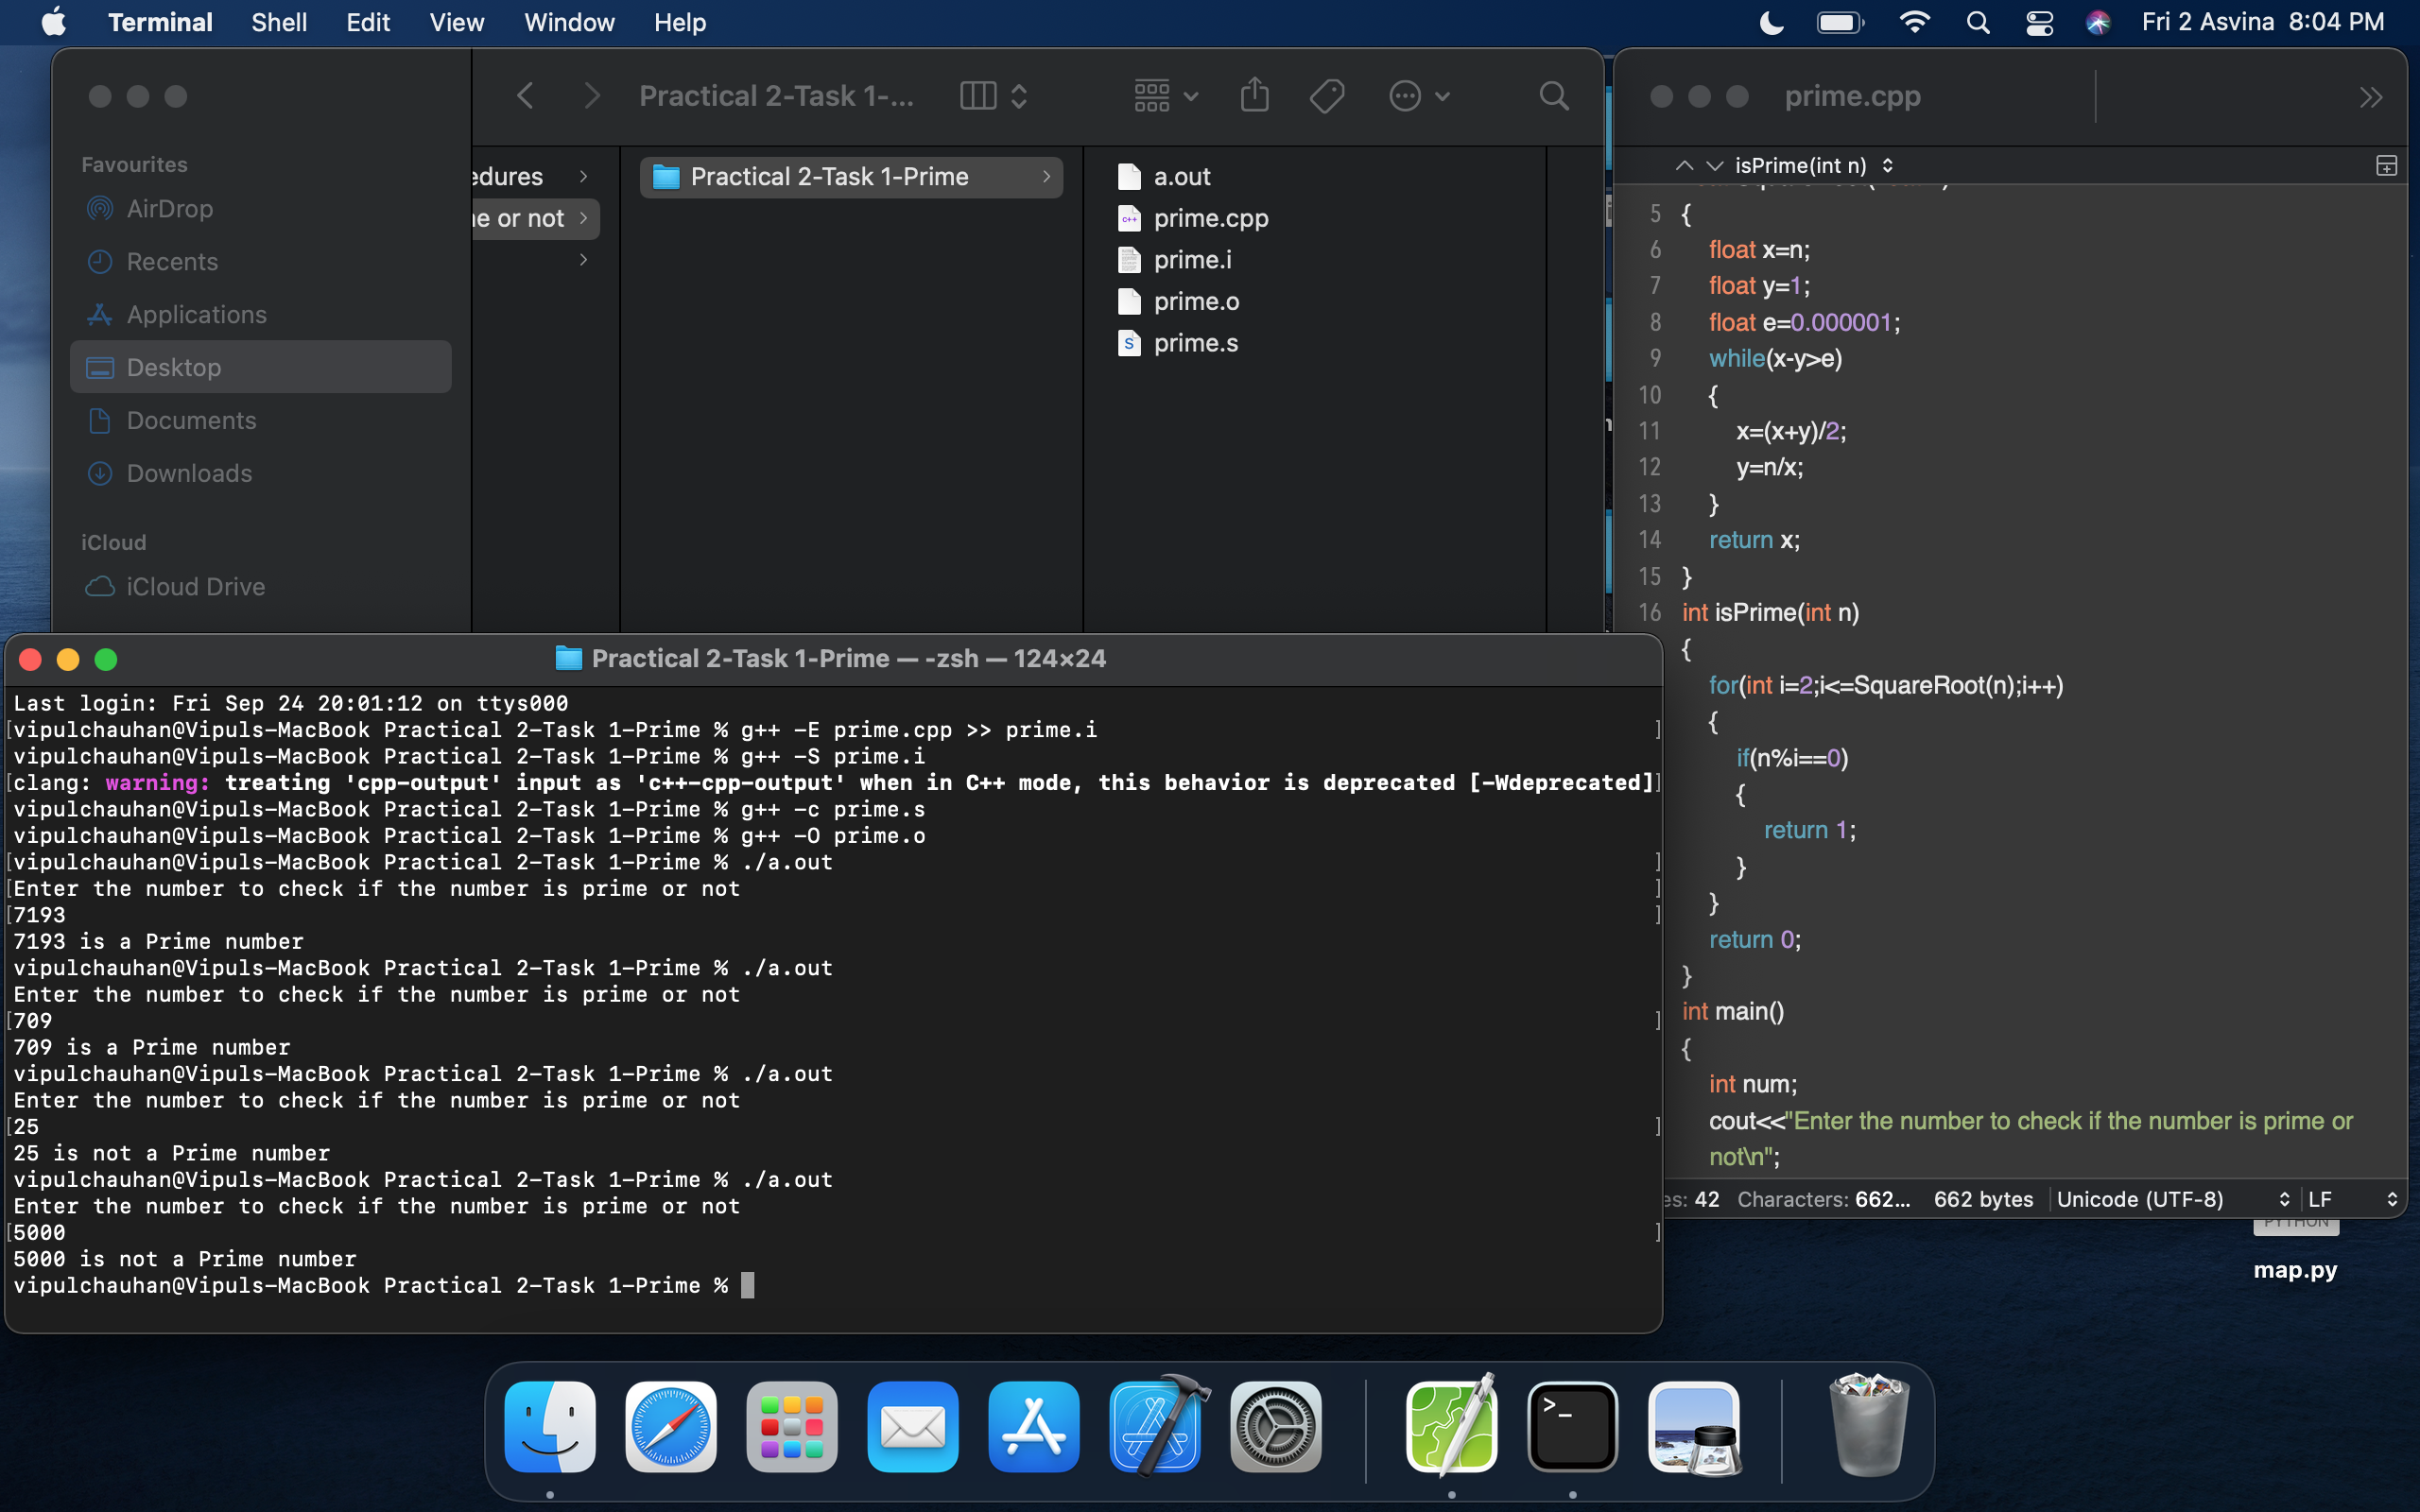 Terminal Shell Edit View Window Help Fri 2 Asvina 8:04 PM
Practical 2-Task 1-...
Favourites
AirDrop
Recents
Applications
Desktop
Documents
Downloads
iCloud
iCloud Drive
edures
e or not
Practical 2-Task 1-Prime
a.out
prime.cpp
prime.i
prime.o
prime.s
prime.cpp
isPrime(int n)
5 {
6 float x=n;
7 float y=1;
8 float e=0.000001;
9 while(x-y>e)
10 {
11 x=(x+y)/2;
12 y=n/x;
13 }
14 return x;
15 }
16 int isPrime(int n)
{
for(int i=2;i<=SquareRoot(n);i++)
{
if(n%i==0)
{
return 1;
}
}
return 0;
}
int main()
{
int num;
cout<<"Enter the number to check if the number is prime or
not\n";
es: 42 Characters: 662... 662 bytes Unicode (UTF-8) LF
Practical 2-Task 1-Prime — -zsh — 124×24
Last login: Fri Sep 24 20:01:12 on ttys000
[vipulchauhan@Vipuls-MacBook Practical 2-Task 1-Prime % g++ -E prime.cpp >> prime.i ]
vipulchauhan@Vipuls-MacBook Practical 2-Task 1-Prime % g++ -S prime.i
[clang: warning: treating 'cpp-output' input as 'c++-cpp-output' when in C++ mode, this behavior is deprecated [-Wdeprecated]]
vipulchauhan@Vipuls-MacBook Practical 2-Task 1-Prime % g++ -c prime.s
vipulchauhan@Vipuls-MacBook Practical 2-Task 1-Prime % g++ -O prime.o
[vipulchauhan@Vipuls-MacBook Practical 2-Task 1-Prime % ./a.out ]
[Enter the number to check if the number is prime or not ]
[7193 ]
7193 is a Prime number
vipulchauhan@Vipuls-MacBook Practical 2-Task 1-Prime % ./a.out
Enter the number to check if the number is prime or not
[709 ]
709 is a Prime number
vipulchauhan@Vipuls-MacBook Practical 2-Task 1-Prime % ./a.out
Enter the number to check if the number is prime or not
[25 ]
25 is not a Prime number
vipulchauhan@Vipuls-MacBook Practical 2-Task 1-Prime % ./a.out
Enter the number to check if the number is prime or not
[5000 ]
5000 is not a Prime number
vipulchauhan@Vipuls-MacBook Practical 2-Task 1-Prime %
PYTHON
map.py